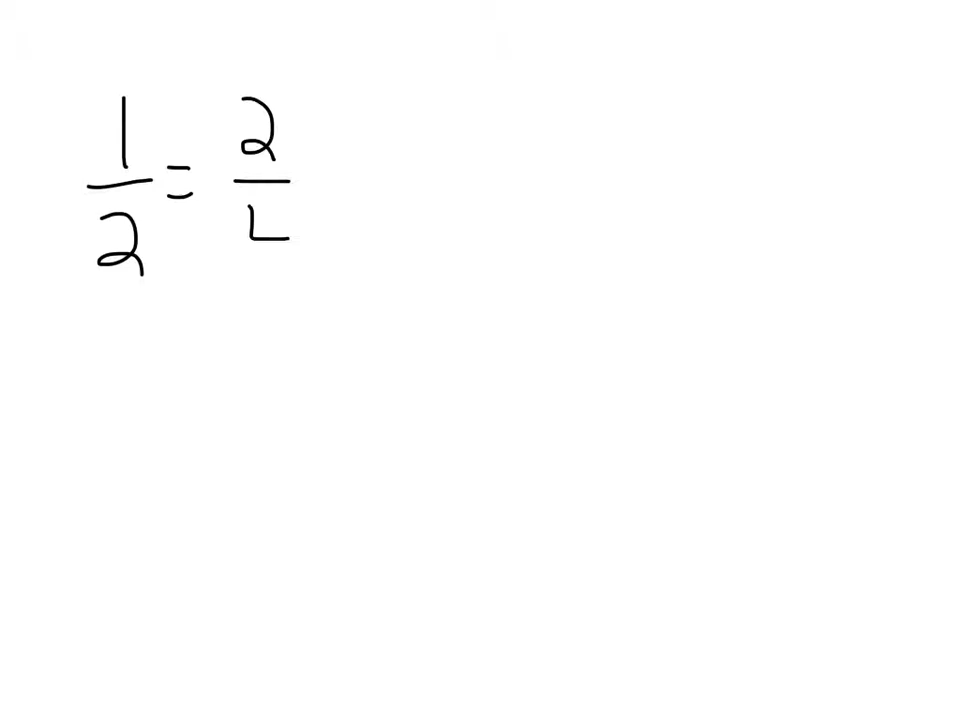 1/2 = 2/L